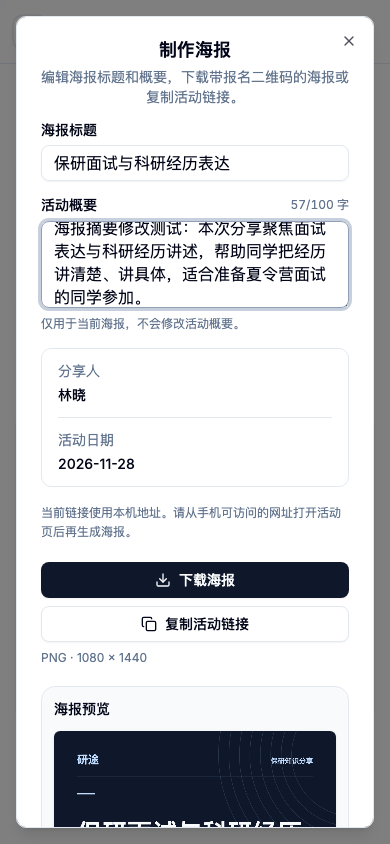 制作海报
编辑海报标题和概要，下载带报名二维码的海报或
复制活动链接。
海报标题
保研面试与科研经历表达
活动概要 57/100 字
海报摘要修改测试：本次分享聚焦面试
表达与科研经历讲述，帮助同学把经历
讲清楚、讲具体，适合准备夏令营面试
的同学参加。
仅用于当前海报，不会修改活动概要。
分享人
林晓
活动日期
2026-11-28
当前链接使用本机地址。请从手机可访问的网址打开活动
页后再生成海报。
下载海报
复制活动链接
PNG · 1080 × 1440
海报预览
研途 保研知识分享
保研面试与科研经历